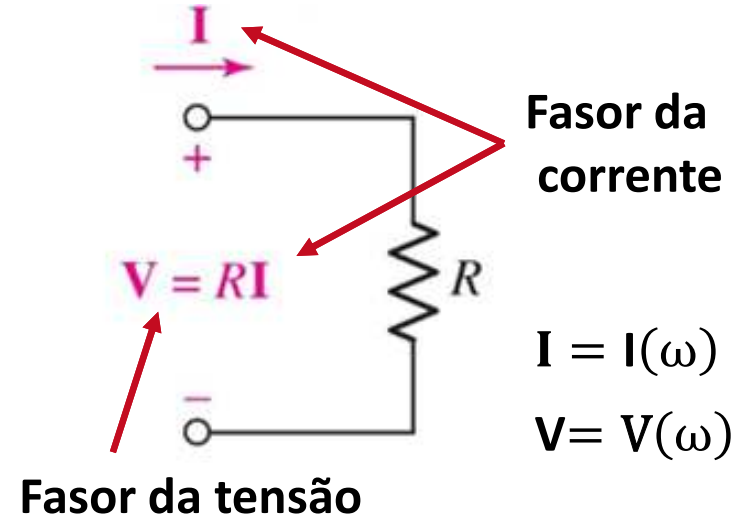 I
Fasor da
corrente
+
V = RI
R
−
I = I(ω)
V= V(ω)
Fasor da tensão